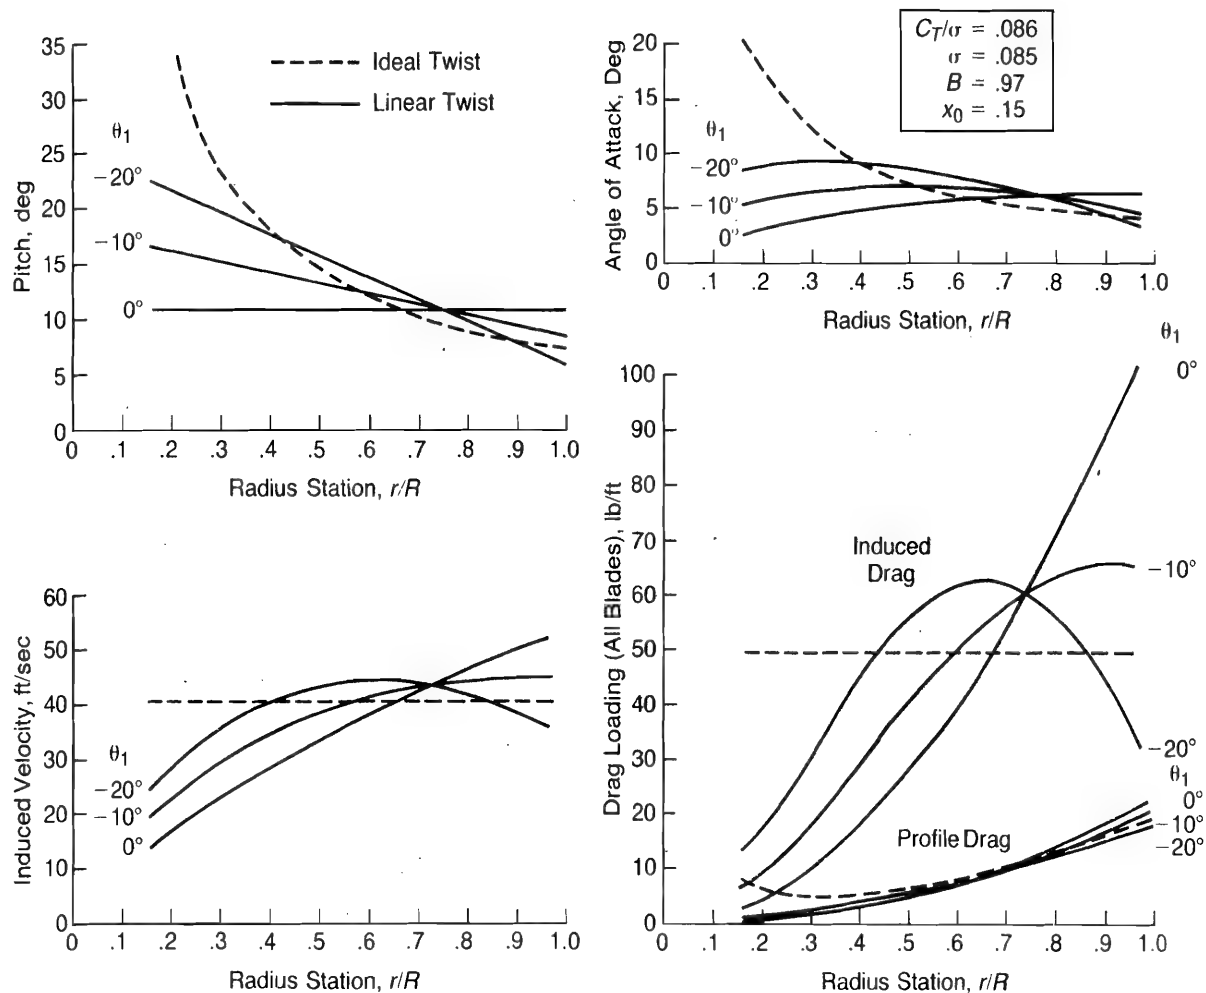 35
30
25
20
15
10
5
0
Pitch, deg
Ideal Twist
Linear Twist
θ₁
−20°
−10°
0°
0 .1 .2 .3 .4 .5 .6 .7 .8 .9 1.0
Radius Station, r/R
C_T/σ = .086
σ = .085
B = .97
x₀ = .15
20
15
10
5
0
Angle of Attack, Deg
θ₁
−20°
−10°
0°
0 .1 .2 .3 .4 .5 .6 .7 .8 .9 1.0
Radius Station, r/R
60
50
40
30
20
10
0
Induced Velocity, ft/sec
θ₁
−20°
−10°
0°
0 .1 .2 .3 .4 .5 .6 .7 .8 .9 1.0
Radius Station, r/R
100
90
80
70
60
50
40
30
20
10
0
Drag Loading (All Blades), lb/ft
Induced
Drag
θ₁
0°
−10°
−20°
Profile Drag
θ₁
0°
−10°
−20°
0 .1 .2 .3 .4 .5 .6 .7 .8 .9 1.0
Radius Station, r/R